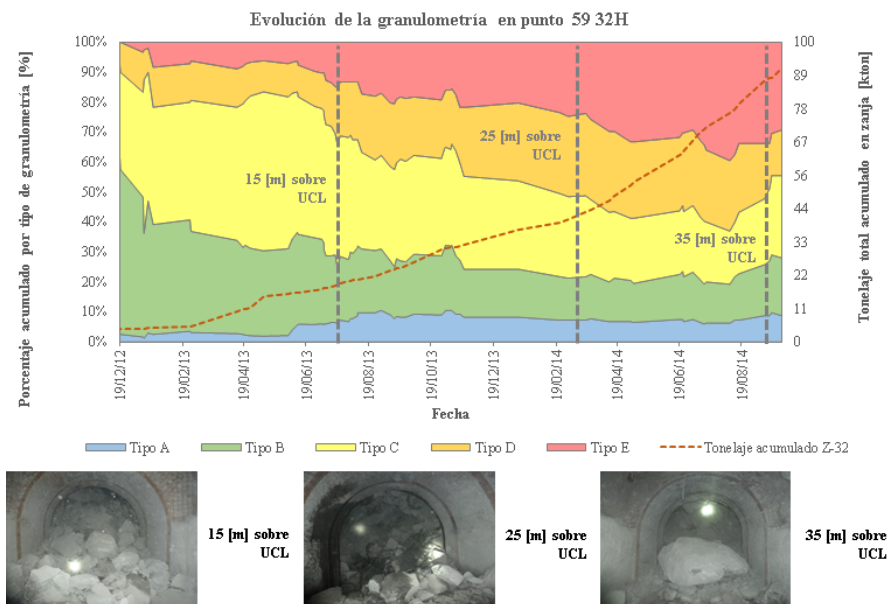 Evolución de la granulometría en punto 59 32H
Porcentaje acumulado por tipo de granulometría [%]
100%
90%
80%
70%
60%
50%
40%
30%
20%
10%
0%
15 [m] sobre
UCL
25 [m] sobre
UCL
35 [m] sobre
UCL
100
89
78
67
56
44
33
22
11
0
Tonelaje total acumulado en zanja [kton]
19/12/12
19/02/13
19/04/13
19/06/13
19/08/13
19/10/13
19/12/13
19/02/14
19/04/14
19/06/14
19/08/14
Fecha
Tipo A
Tipo B
Tipo C
Tipo D
Tipo E
Tonelaje acumulado Z-32
15 [m] sobre
UCL
25 [m] sobre
UCL
35 [m] sobre
UCL